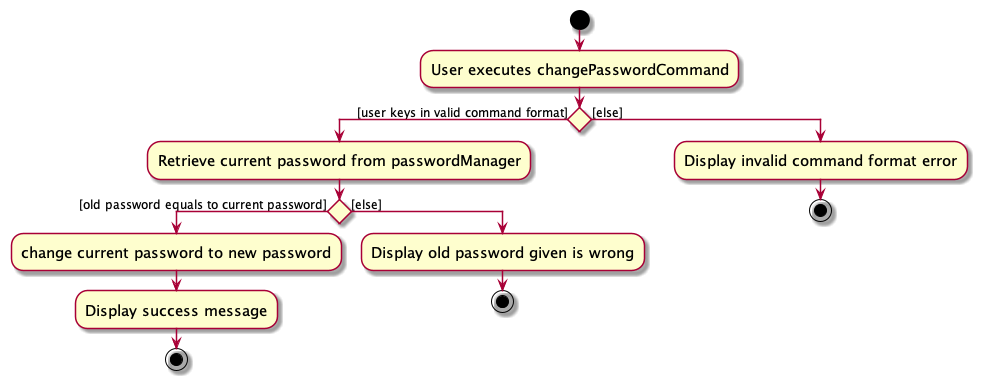 User executes changePasswordCommand
[user keys in valid command format]
[else]
Retrieve current password from passwordManager
Display invalid command format error
[old password equals to current password]
[else]
change current password to new password
Display old password given is wrong
Display success message